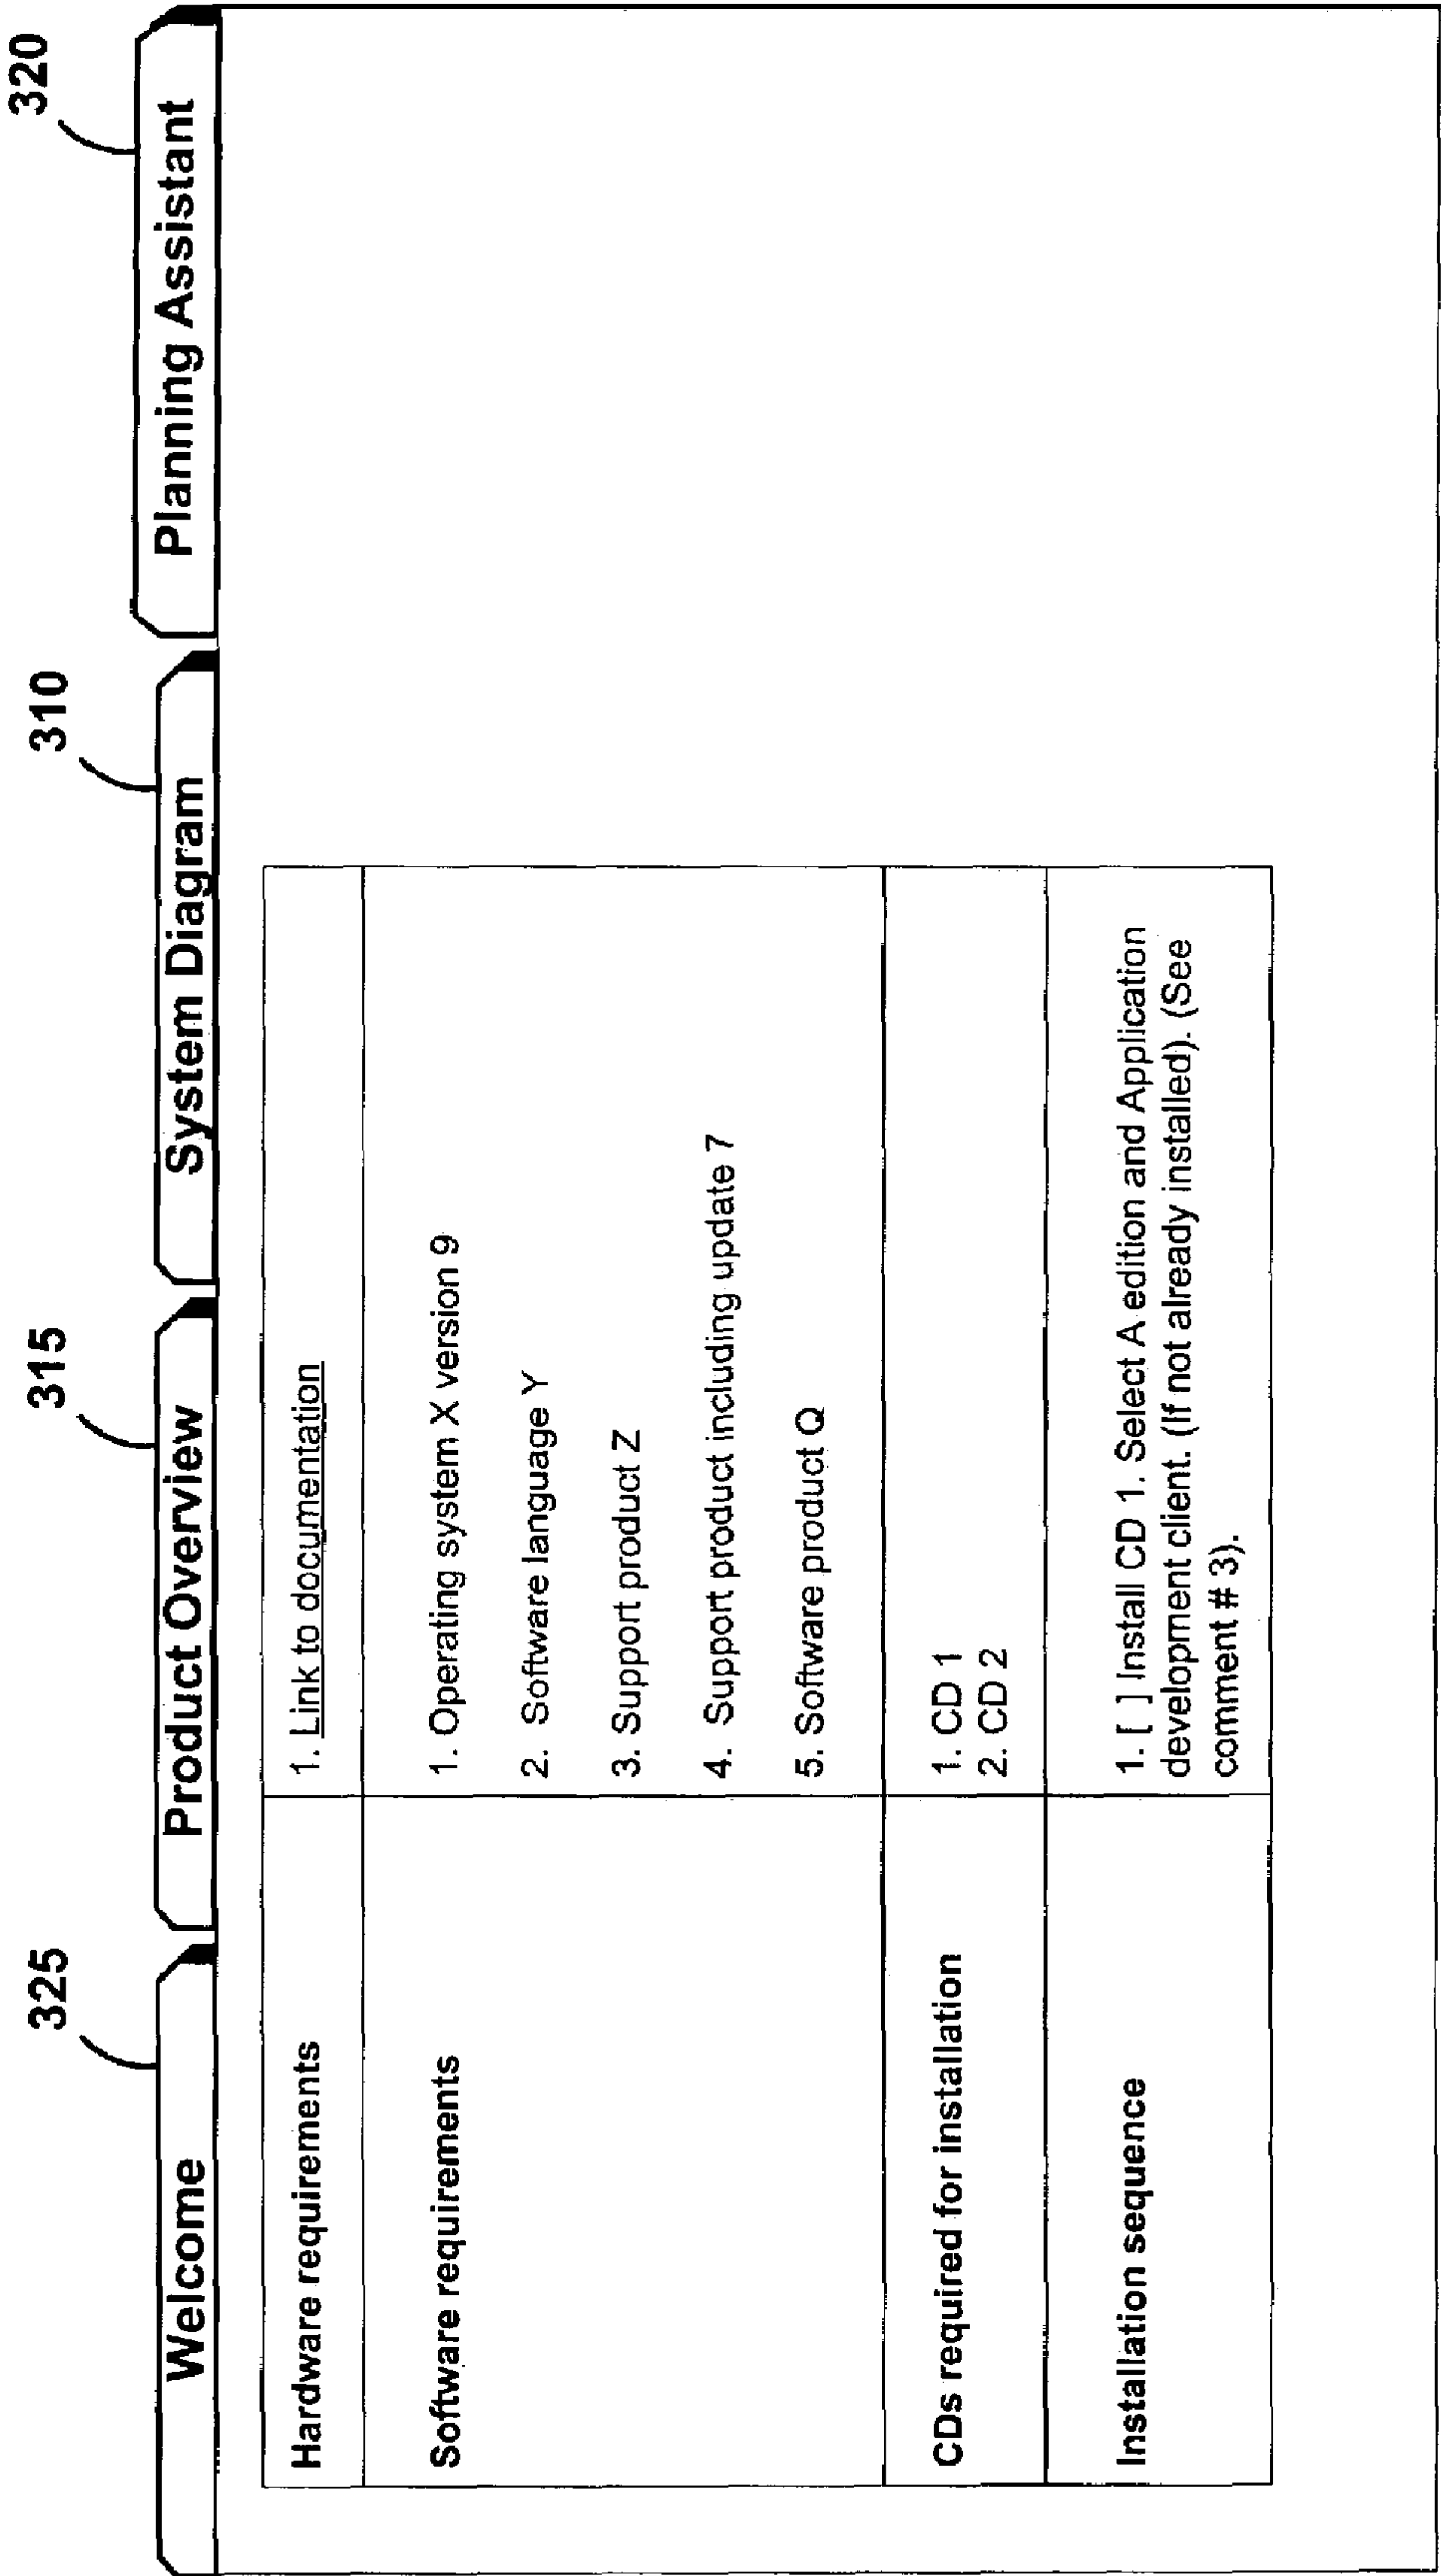 325
315
310
320
Welcome
Product Overview
System Diagram
Planning Assistant
Hardware requirements
1. Link to documentation
Software requirements
1. Operating system X version 9
2. Software language Y
3. Support product Z
4. Support product including update 7
5. Software product Q
CDs required for installation
1. CD 1
2. CD 2
Installation sequence
1. [ ] Install CD 1. Select A edition and Application
development client. (If not already installed). (See
comment # 3).